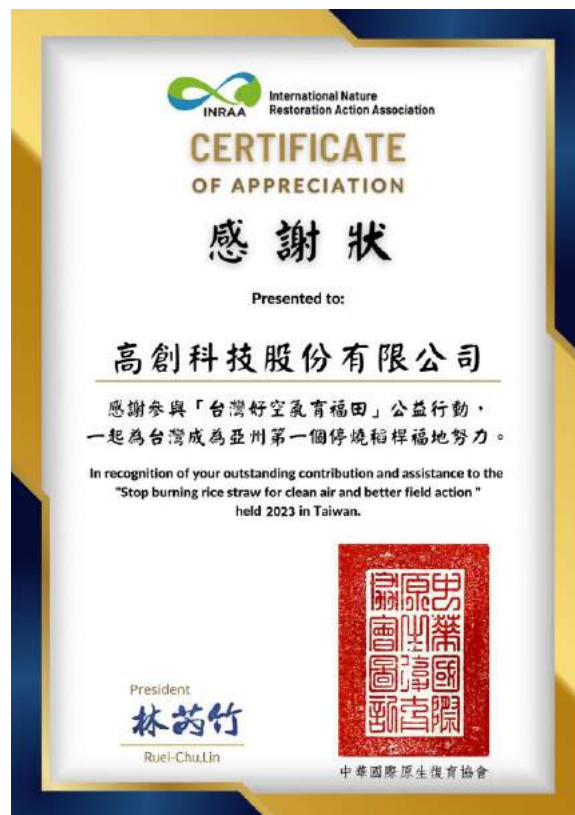 INRAA
International Nature
Restoration Action Association
CERTIFICATE
OF APPRECIATION
感謝狀
Presented to:
高創科技股份有限公司
感謝參與「台灣好空氣育福田」公益行動，
一起為台灣成為亞州第一個停燒稻稈福地努力。
In recognition of your outstanding contribution and assistance to the
"Stop burning rice straw for clean air and better field action "
held 2023 in Taiwan.
President
林芮竹
Ruei-Chu,Lin
中華國際原生復育協會